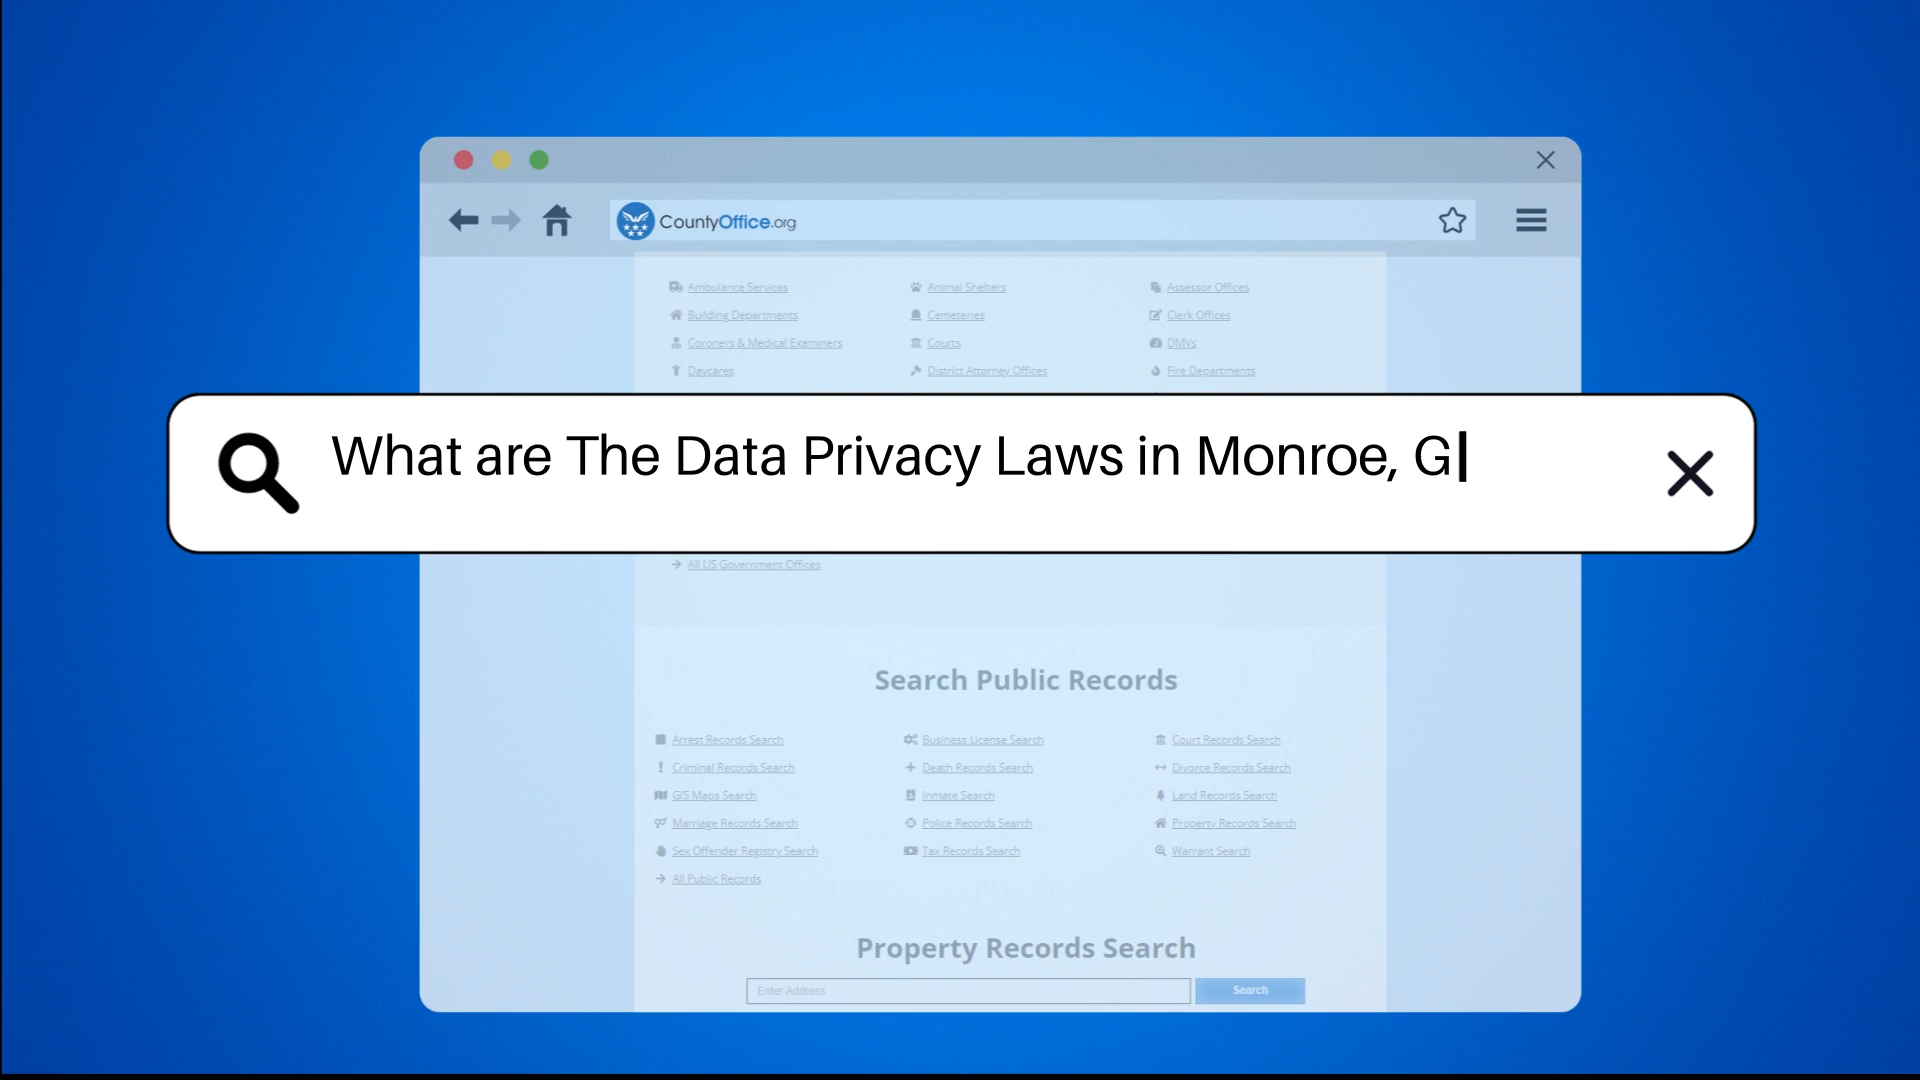 CountyOffice.org
Ambulance Services Animal Shelters Assessor Offices
Building Departments Cemeteries Clerk Offices
Coroners & Medical Examiners Courts DMVs
Daycares District Attorney Offices Fire Departments
What are The Data Privacy Laws in Monroe, G
All US Government Offices
Search Public Records
Arrest Records Search Business License Search Court Records Search
Criminal Records Search Death Records Search Divorce Records Search
GIS Maps Search Inmate Search Land Records Search
Marriage Records Search Police Records Search Property Records Search
Sex Offender Registry Search Tax Records Search Warrant Search
All Public Records
Property Records Search
Enter Address Search